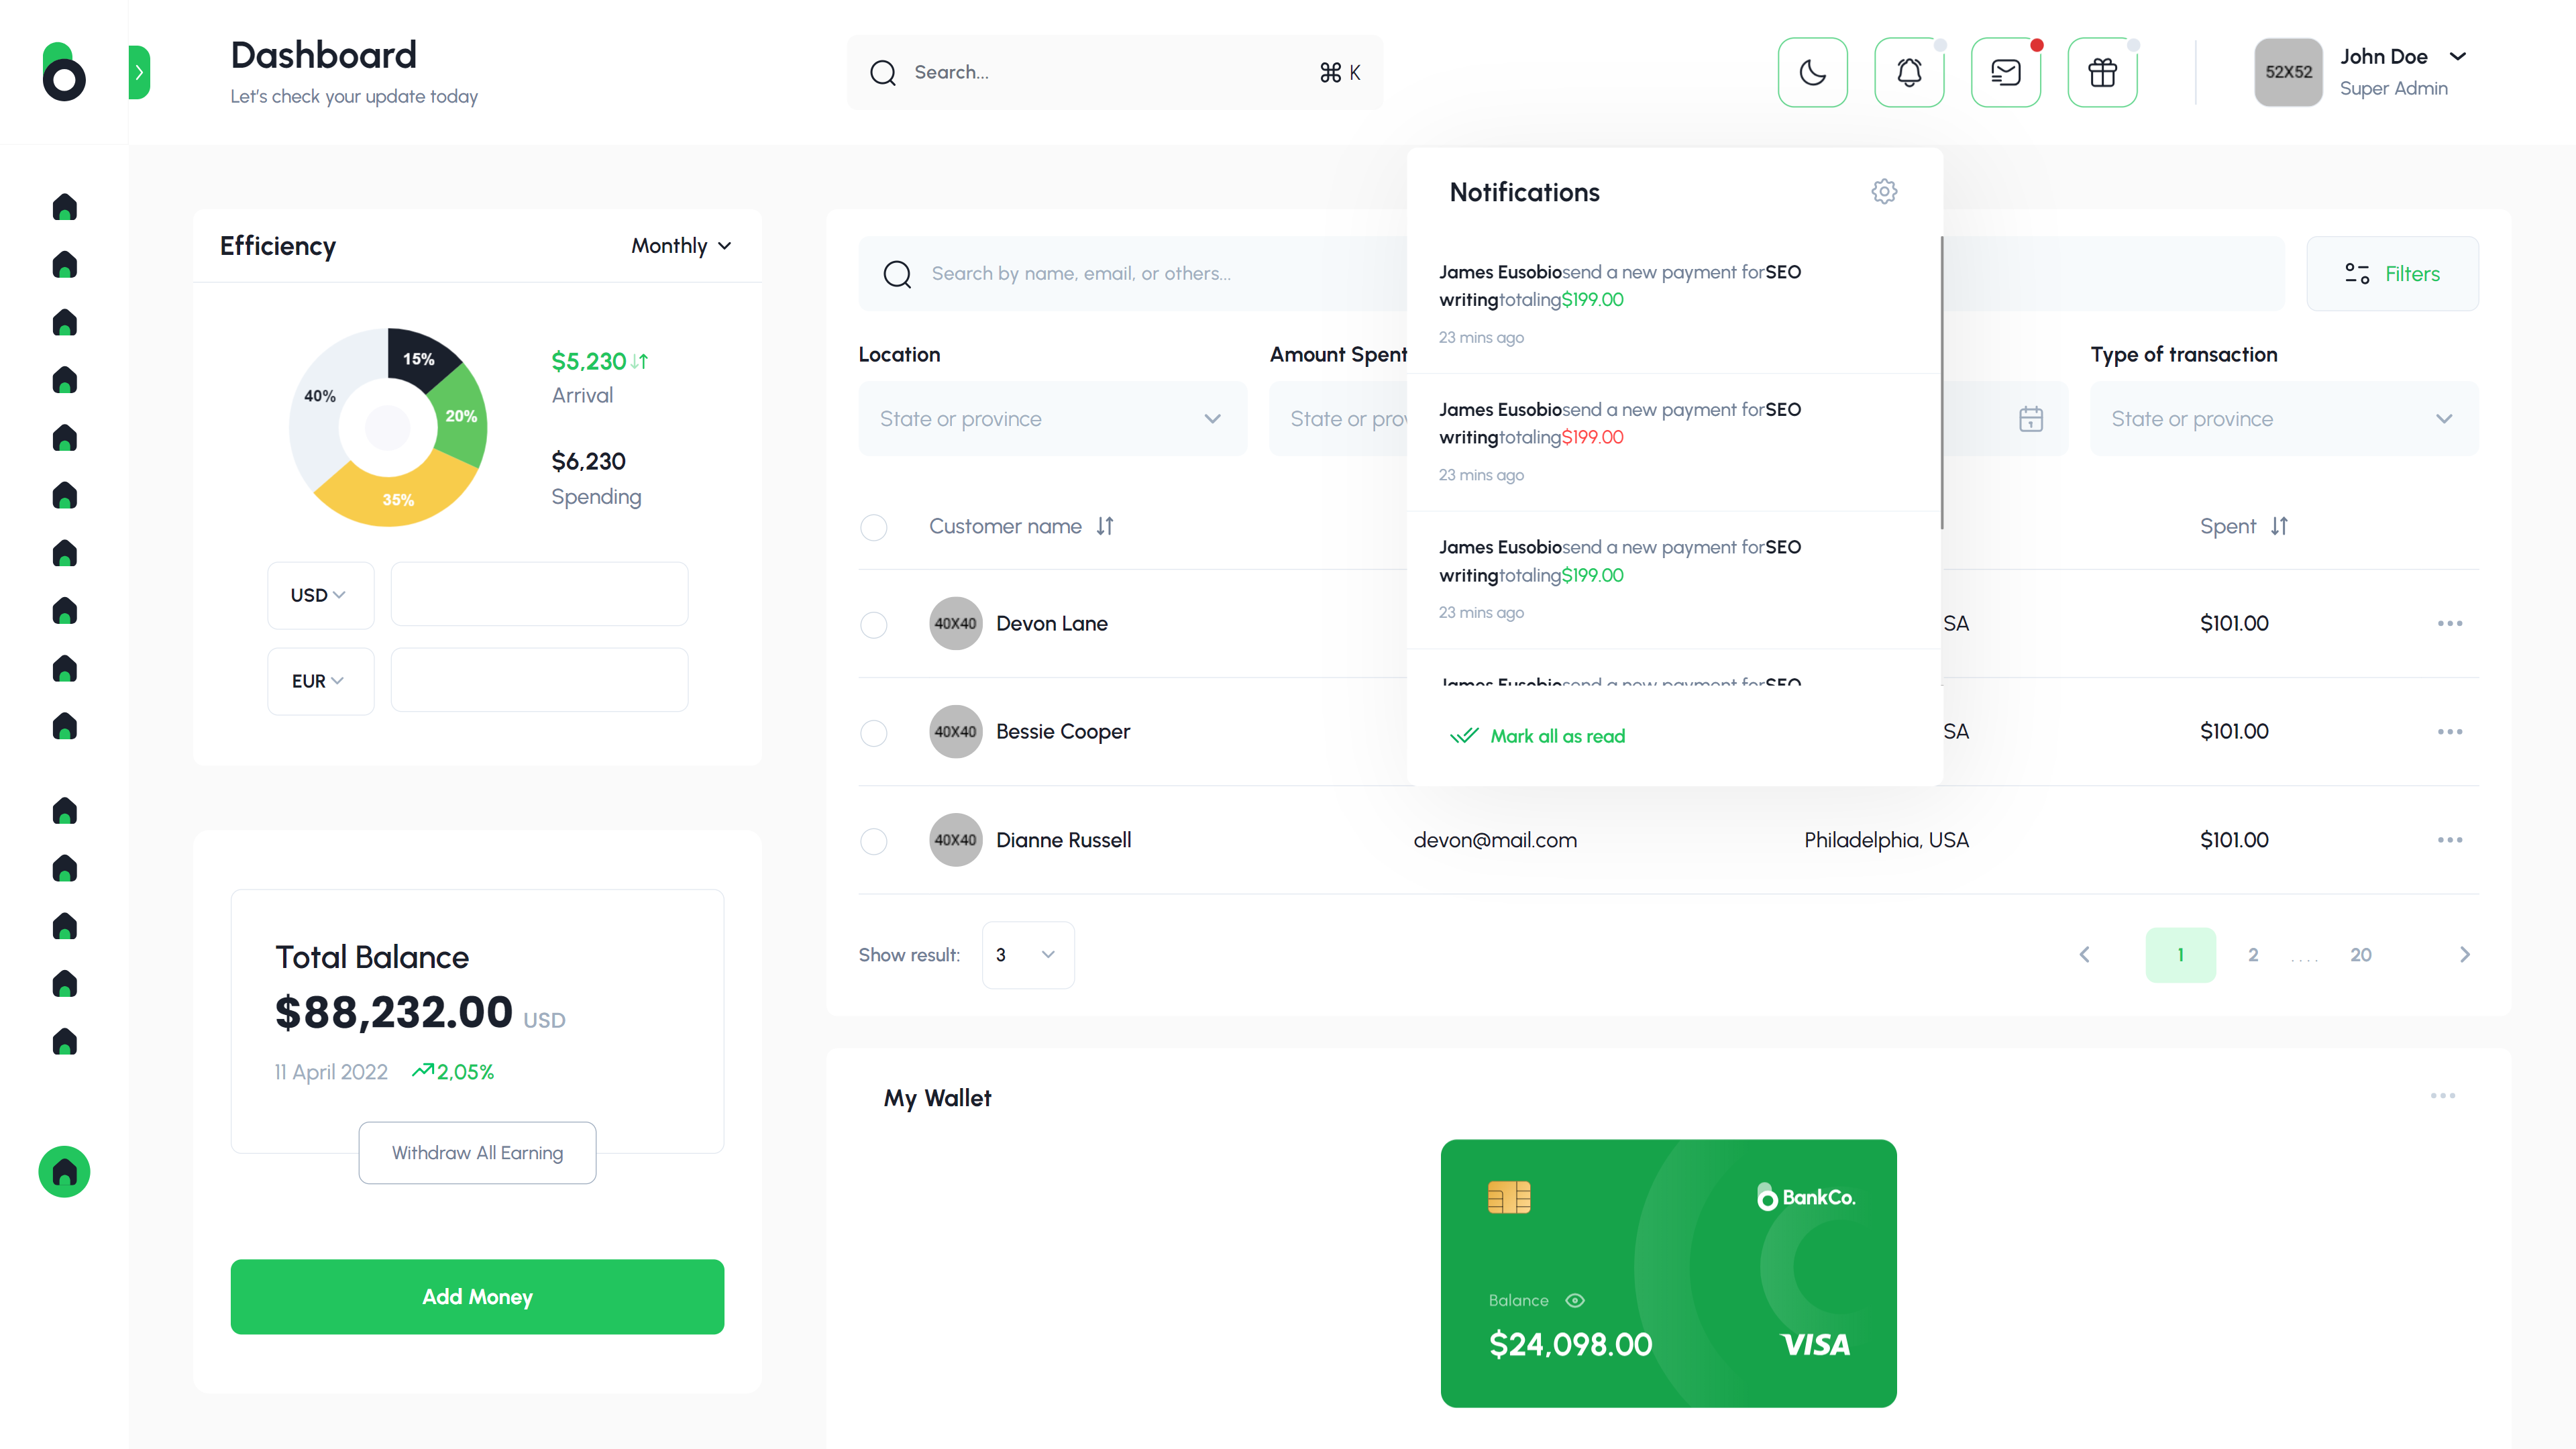 Dashboard
Let's check your update today
Search...
⌘ K
52X52
John Doe
Super Admin
Efficiency
Monthly
15%
20%
35%
40%
$5,230
Arrival
$6,230
Spending
USD
EUR
Total Balance
$88,232.00 USD
11 April 2022 2,05%
Withdraw All Earning
Add Money
Search by name, email, or others...
Filters
Location
Amount Spent
Type of transaction
State or province
State or prov
State or province
Customer name
Spent
40X40 Devon Lane SA $101.00
40X40 Bessie Cooper SA $101.00
40X40 Dianne Russell devon@mail.com Philadelphia, USA $101.00
Show result: 3
1 2 .... 20
Notifications
James Eusobiosend a new payment forSEO
writingtotaling$199.00
23 mins ago
James Eusobiosend a new payment forSEO
writingtotaling$199.00
23 mins ago
James Eusobiosend a new payment forSEO
writingtotaling$199.00
23 mins ago
James Eusobiosend a new payment forSEO
Mark all as read
My Wallet
BankCo.
Balance
$24,098.00
VISA